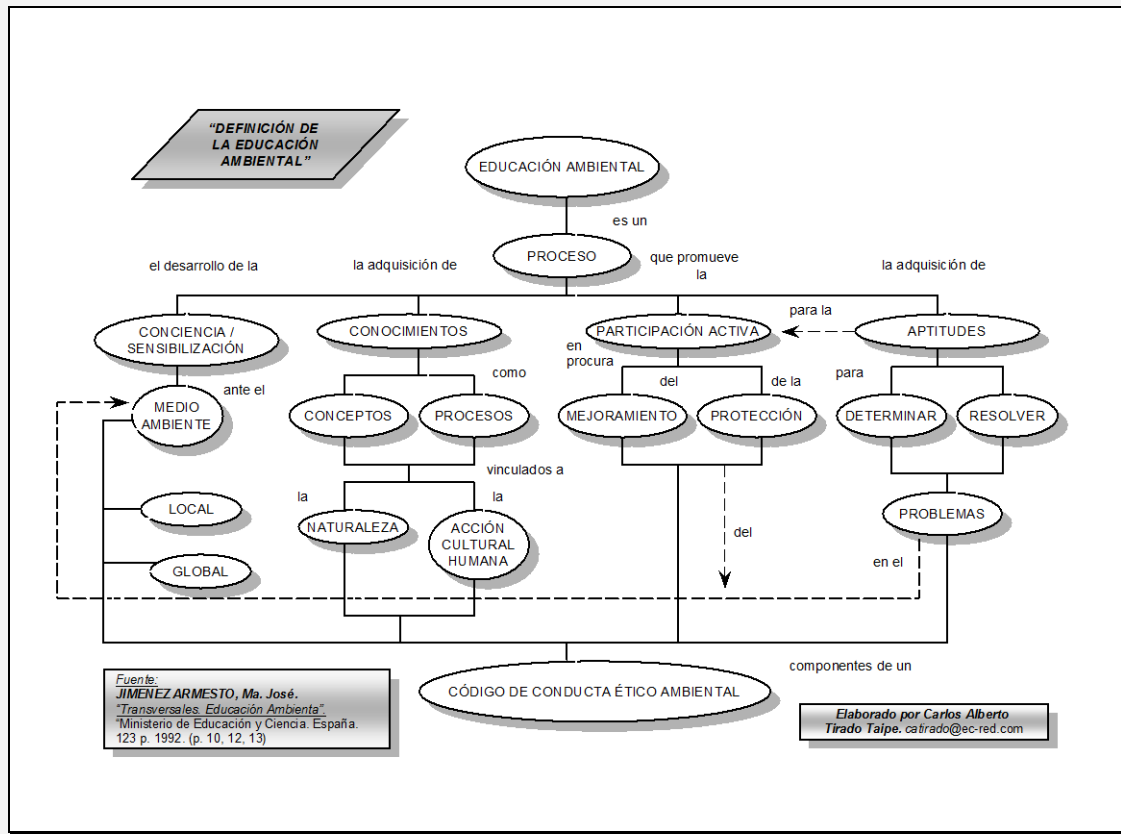 “DEFINICIÓN DE
LA EDUCACIÓN
AMBIENTAL”
EDUCACIÓN AMBIENTAL
es un
PROCESO
el desarrollo de la
la adquisición de
que promueve
la
la adquisición de
CONCIENCIA /
SENSIBILIZACIÓN
CONOCIMIENTOS
PARTICIPACIÓN ACTIVA
para la
APTITUDES
ante el
como
en
procura
del
de la
para
MEDIO
AMBIENTE
CONCEPTOS
PROCESOS
MEJORAMIENTO
PROTECCIÓN
DETERMINAR
RESOLVER
vinculados a
la
la
LOCAL
NATURALEZA
ACCIÓN
CULTURAL
HUMANA
PROBLEMAS
del
en el
GLOBAL
componentes de un
CÓDIGO DE CONDUCTA ÉTICO AMBIENTAL
Fuente:
JIMENEZ ARMESTO, Ma. José.
“Transversales. Educación Ambienta”.
“Ministerio de Educación y Ciencia. España.
123 p. 1992. (p. 10, 12, 13)
Elaborado por Carlos Alberto
Tirado Taipe. catirado@ec-red.com